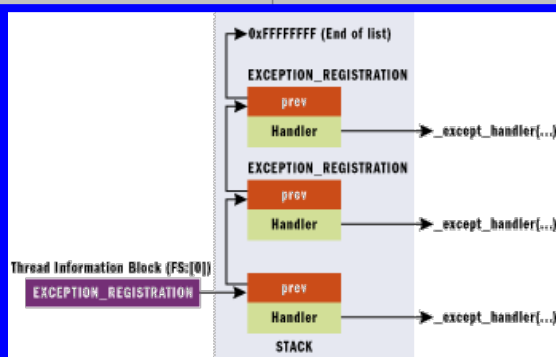 0xFFFFFFFF (End of list)
EXCEPTION_REGISTRATION
prev
Handler
_except_handler(...)
EXCEPTION_REGISTRATION
prev
Handler
_except_handler(...)
Thread Information Block (FS:[0])
EXCEPTION_REGISTRATION
prev
Handler
_except_handler(...)
STACK